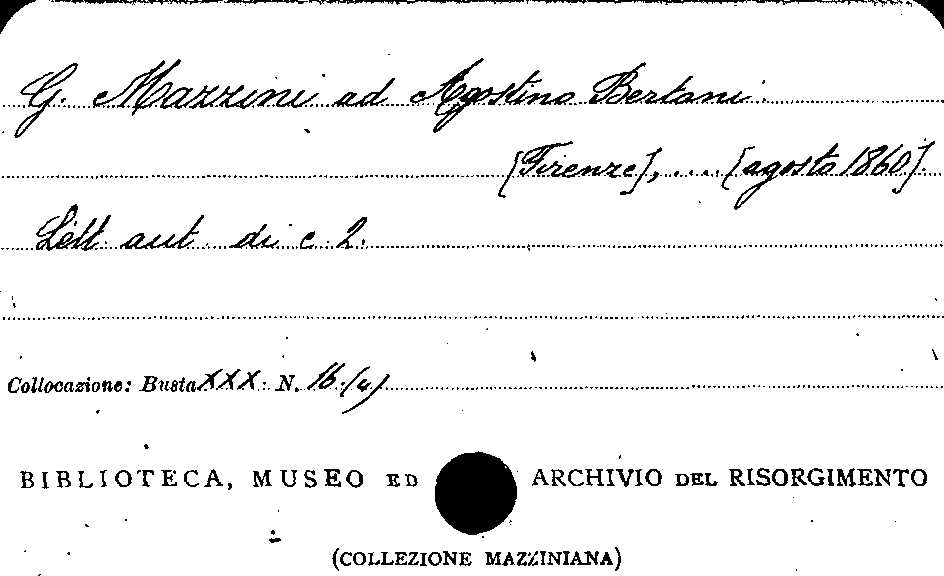 G. Mazzini ad Agostino Bertani.
[Firenze], .... [agosto 1860].
Lett. aut. di c. 2.
Collocazione: Busta XXX. N. 16.(4)
BIBLIOTECA, MUSEO ED ARCHIVIO DEL RISORGIMENTO
(COLLEZIONE MAZZINIANA)